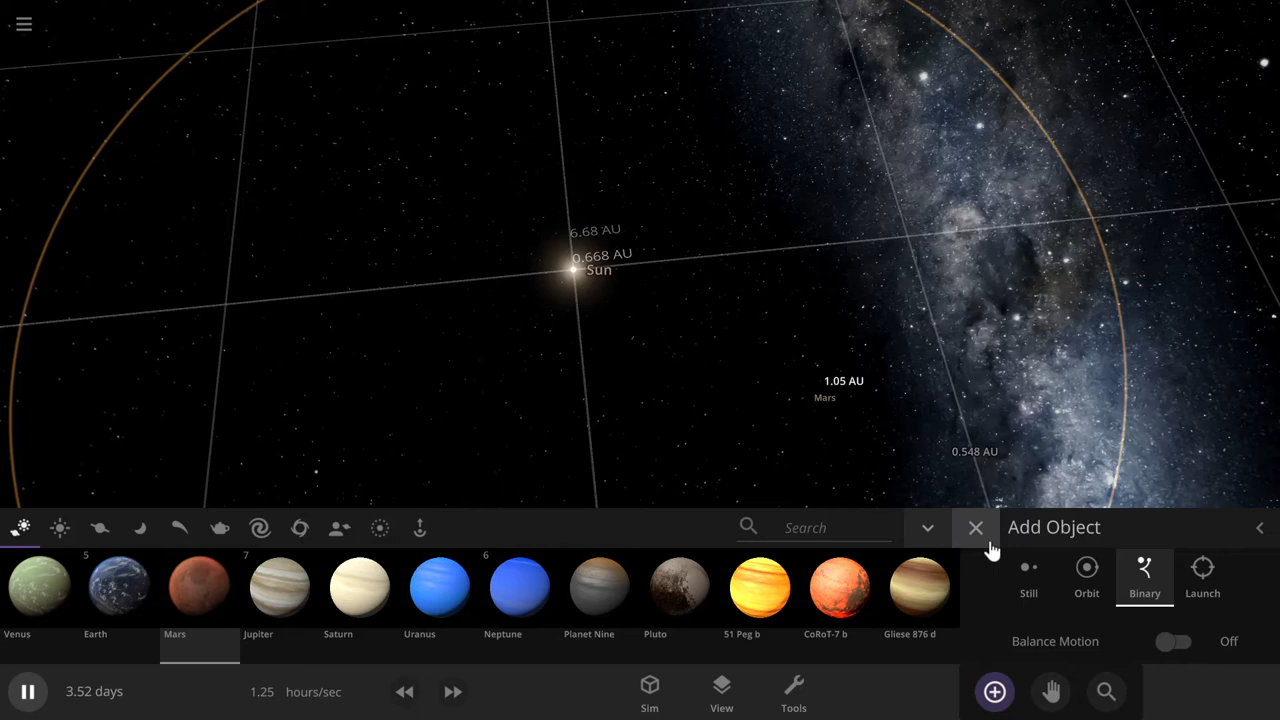 6.68 AU
0.668 AU
Sun
1.05 AU
Mars
0.548 AU
Search
Add Object
5
7
6
Venus
Earth
Mars
Jupiter
Saturn
Uranus
Neptune
Planet Nine
Pluto
51 Peg b
CoRoT-7 b
Gliese 876 d
Still
Orbit
Binary
Launch
Balance Motion
Off
3.52 days
1.25 hours/sec
Sim
View
Tools